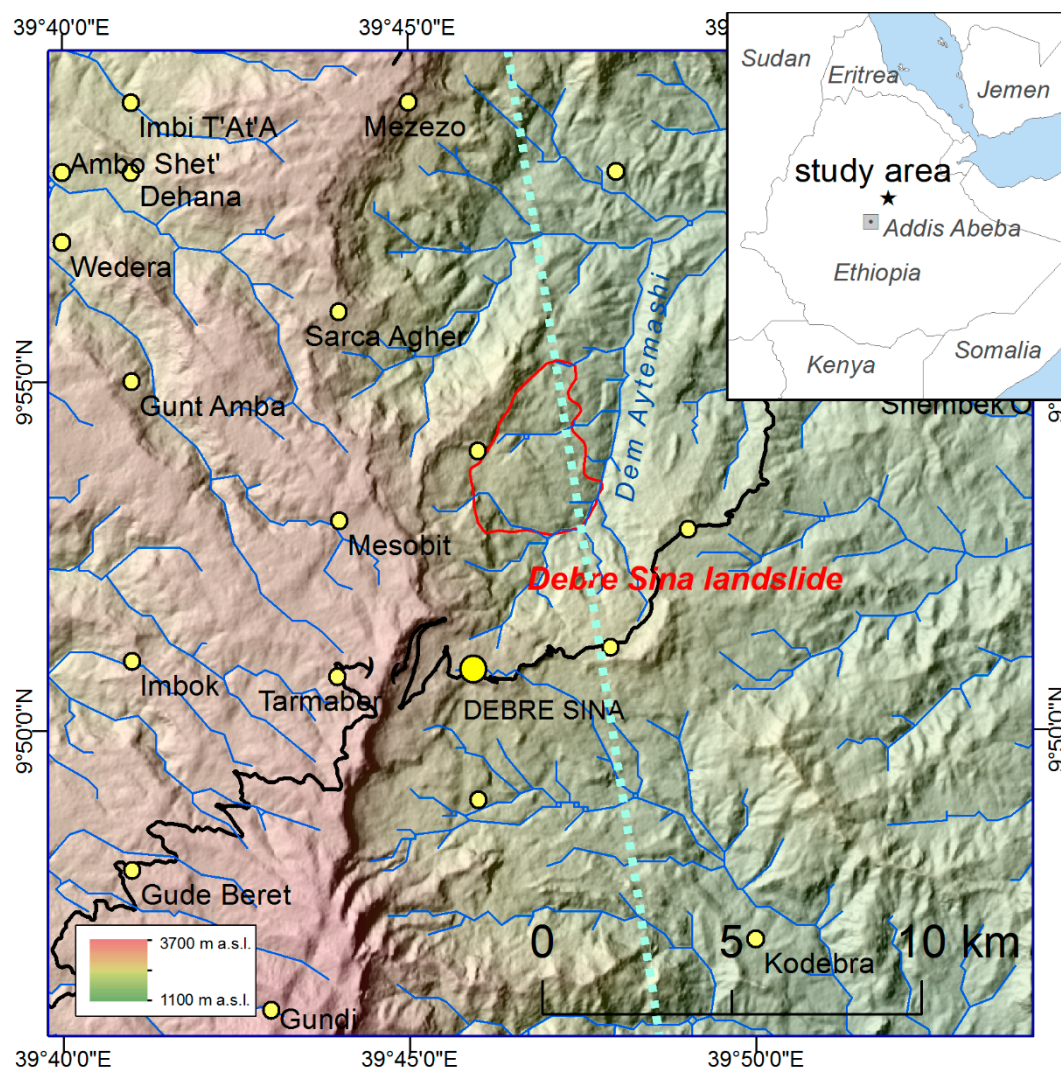 39°40'0"E
39°45'0"E
39
Sudan
Eritrea
Jemen
study area
Addis Abeba
Ethiopia
Kenya
Somalia
Imbi T'At'A
Mezezo
Ambo Shet'
Dehana
Wedera
Sarca Agher
9°55'0"N
Gunt Amba
Dem Aytemashi
Shembek
Mesobit
Debre Sina landslide
Imbok
Tarmaber
DEBRE SINA
9°50'0"N
9°50'0"N
Gude Beret
3700 m a.s.l.
1100 m a.s.l.
0
5
10 km
Kodebra
Gundi
39°40'0"E
39°45'0"E
39°50'0"E